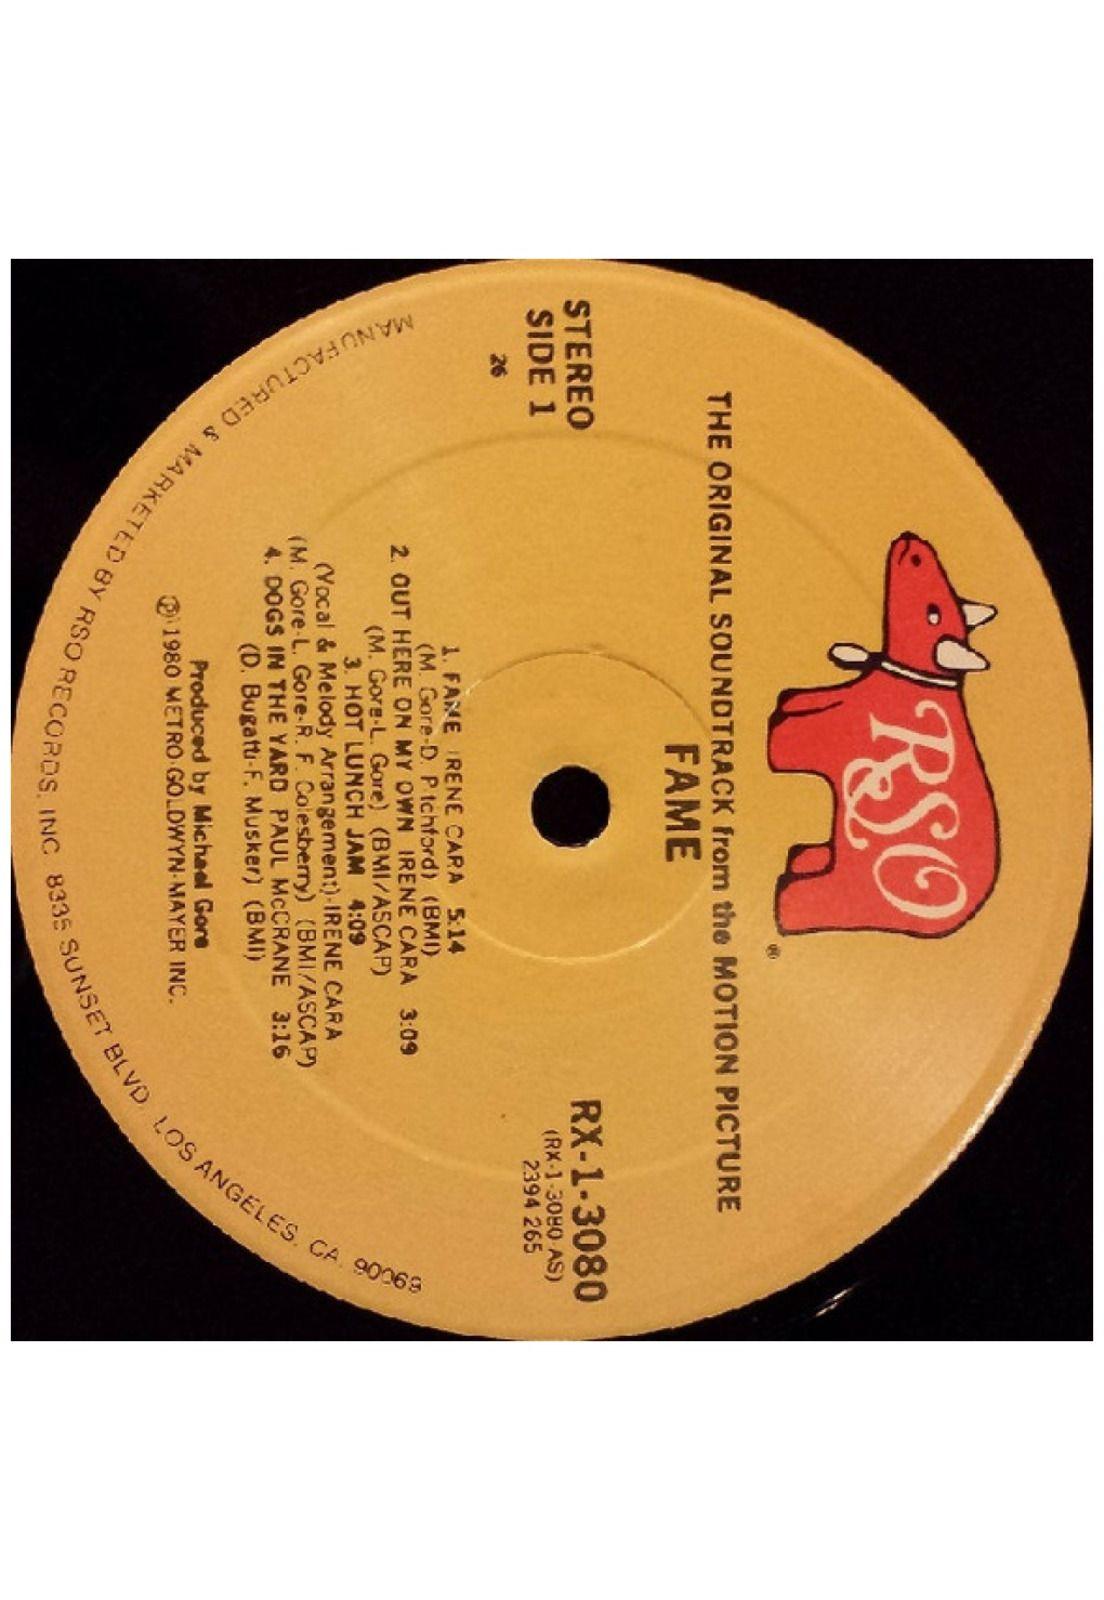 RSO
®
THE ORIGINAL SOUNDTRACK from the MOTION PICTURE
FAME
STEREO
SIDE 1
26
RX-1-3080
(RX-1-3080 AS)
2394 265
1. FAME IRENE CARA 5:14
(M. Gore-D. Pitchford) (BMI)
2. OUT HERE ON MY OWN IRENE CARA 3:09
(M. Gore-L. Gore) (BMI/ASCAP)
3. HOT LUNCH JAM 4:09
(Vocal & Melody Arrangement)-IRENE CARA
(M. Gore-L. Gore-R. F. Colesberry) (BMI/ASCAP)
4. DOGS IN THE YARD PAUL McCRANE 3:16
(D. Bugatti-F. Musker) (BMI)
Produced by Michael Gore
℗ 1980 METRO-GOLDWYN-MAYER INC.
MANUFACTURED & MARKETED BY RSO RECORDS, INC. 8335 SUNSET BLVD. LOS ANGELES, CA. 90069